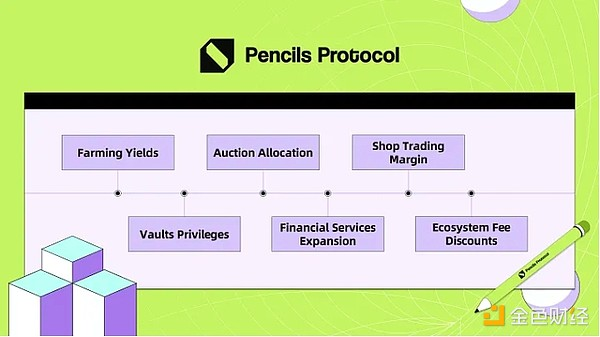 Pencils Protocol
Farming Yields
Auction Allocation
Shop Trading
Margin
Vaults Privileges
Financial Services
Expansion
Ecosystem Fee
Discounts
Pencils Protocol
金色财经